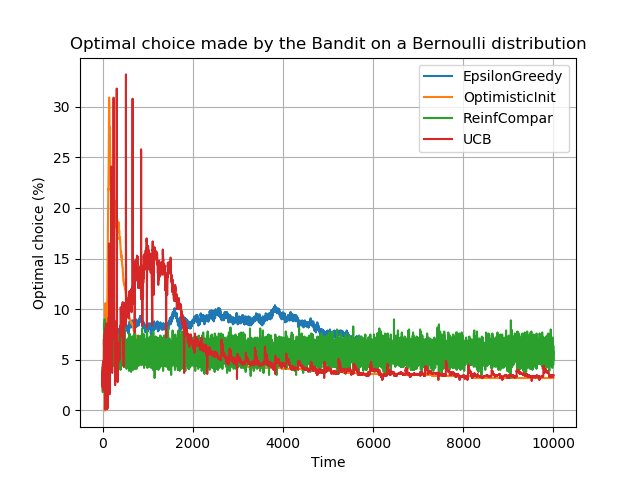 Optimal choice made by the Bandit on a Bernoulli distribution
EpsilonGreedy
OptimisticInit
ReinfCompar
UCB
Optimal choice (%)
30
25
20
15
10
5
0
0 2000 4000 6000 8000 10000
Time